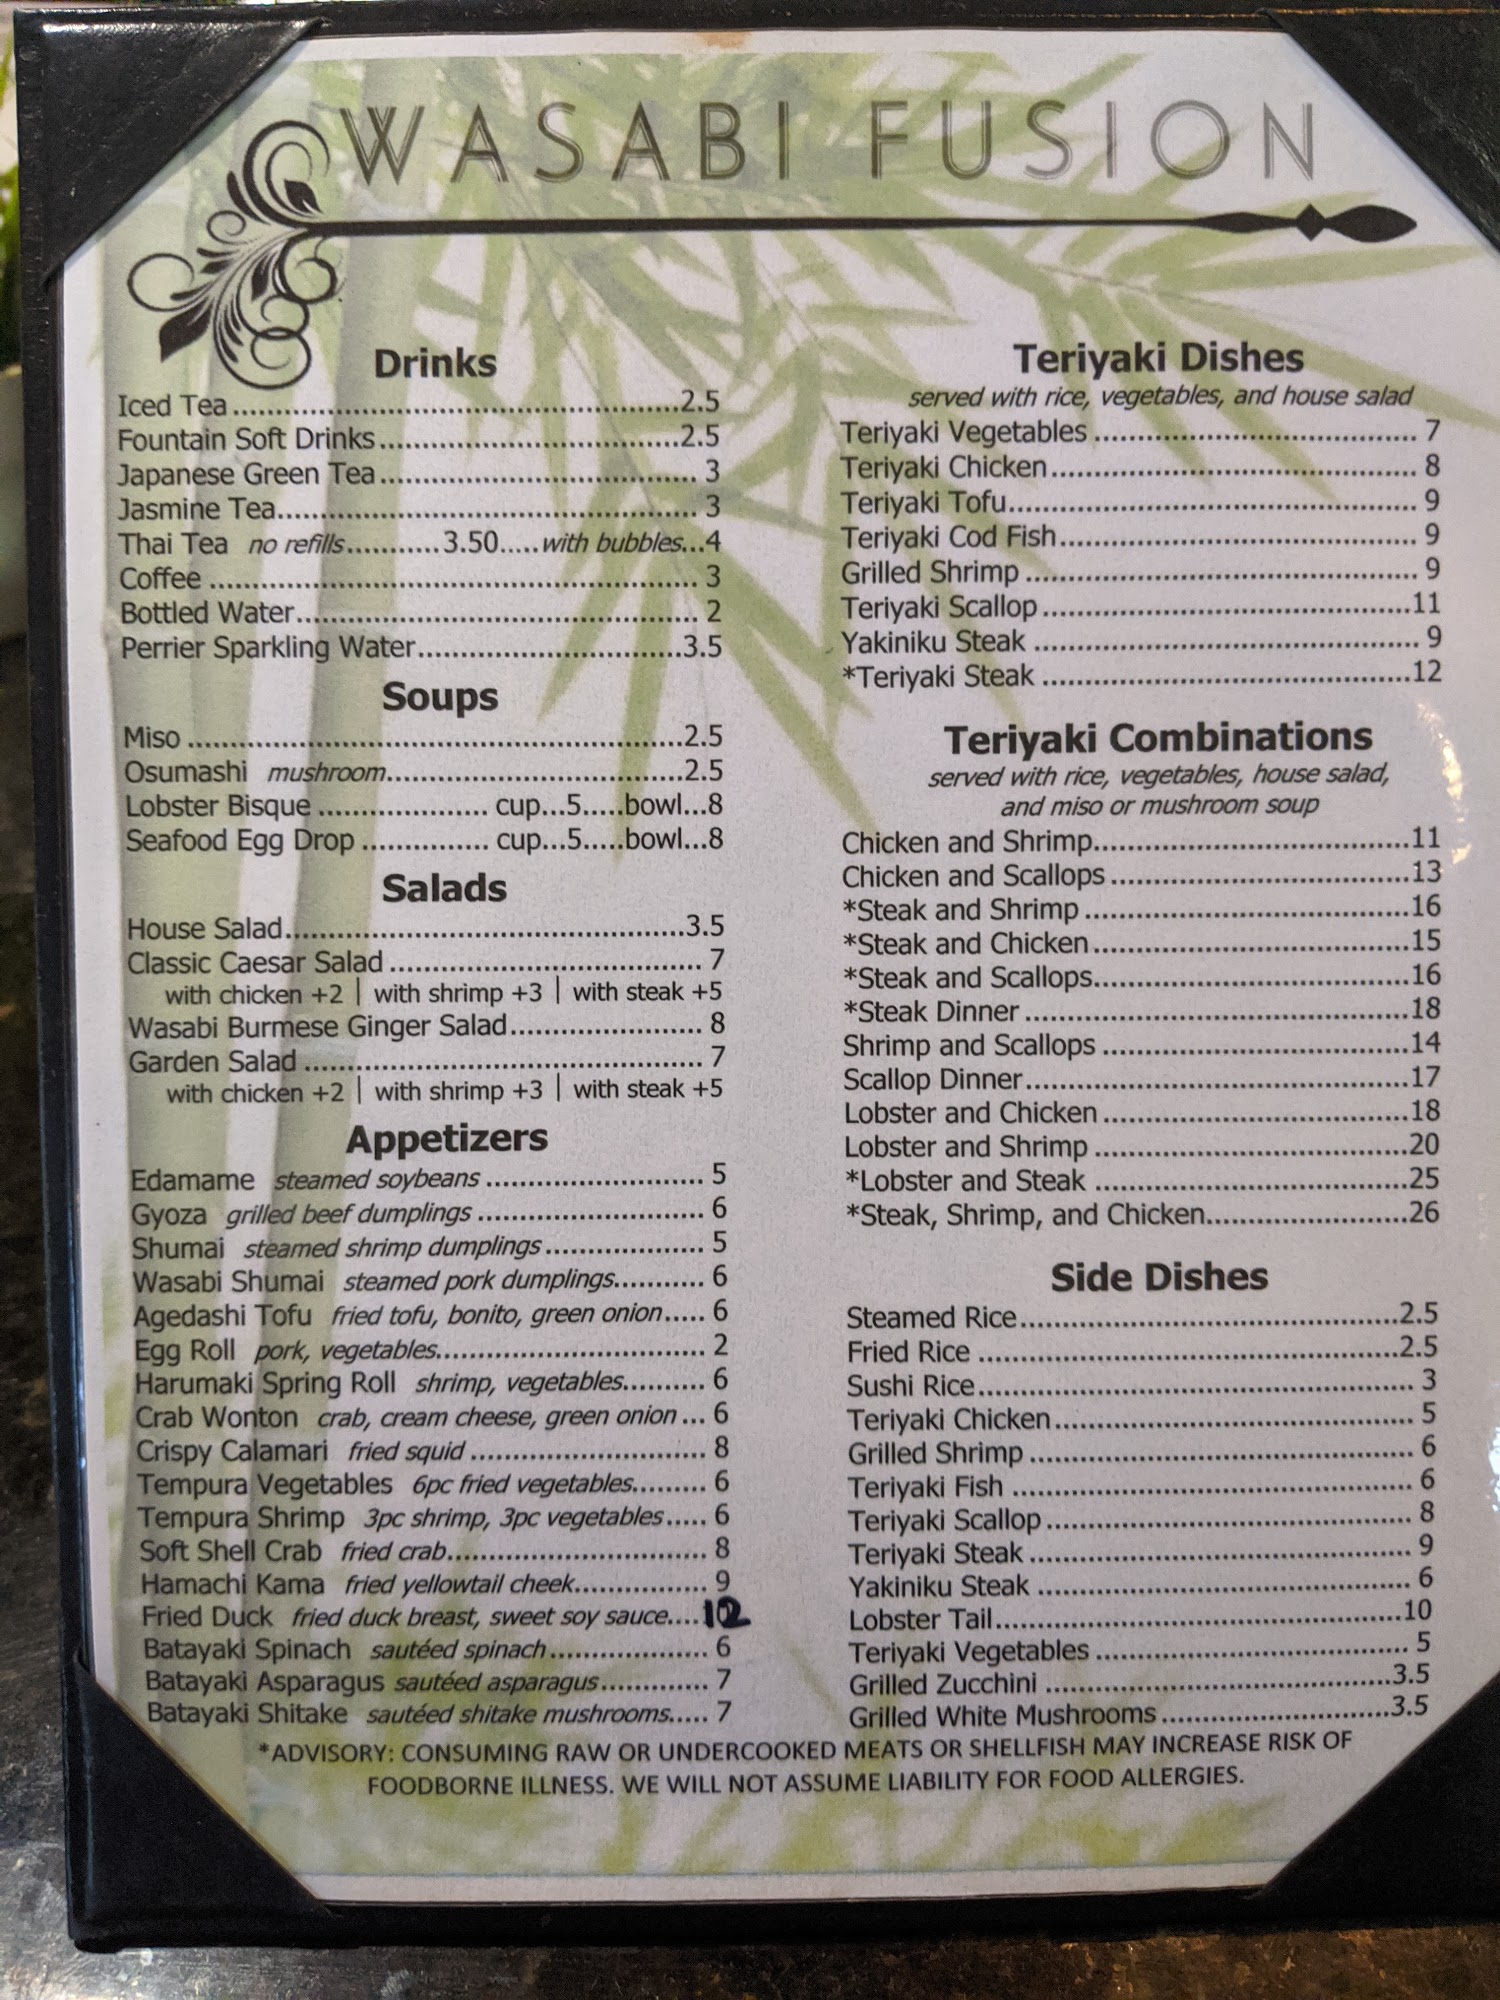 WASABI FUSION
Drinks
Iced Tea.....2.5
Fountain Soft Drinks.....2.5
Japanese Green Tea..... 3
Jasmine Tea..... 3
Thai Tea no refills.....3.50.....with bubbles...4
Coffee ..... 3
Bottled Water..... 2
Perrier Sparkling Water.....3.5
Soups
Miso .....2.5
Osumashi mushroom.....2.5
Lobster Bisque ..... cup...5.....bowl...8
Seafood Egg Drop ..... cup...5.....bowl...8
Salads
House Salad.....3.5
Classic Caesar Salad ..... 7
with chicken +2 | with shrimp +3 | with steak +5
Wasabi Burmese Ginger Salad..... 8
Garden Salad ..... 7
with chicken +2 | with shrimp +3 | with steak +5
Appetizers
Edamame steamed soybeans ..... 5
Gyoza grilled beef dumplings ..... 6
Shumai steamed shrimp dumplings..... 5
Wasabi Shumai steamed pork dumplings..... 6
Agedashi Tofu fried tofu, bonito, green onion..... 6
Egg Roll pork, vegetables..... 2
Harumaki Spring Roll shrimp, vegetables..... 6
Crab Wonton crab, cream cheese, green onion ... 6
Crispy Calamari fried squid ..... 8
Tempura Vegetables 6pc fried vegetables..... 6
Tempura Shrimp 3pc shrimp, 3pc vegetables..... 6
Soft Shell Crab fried crab..... 8
Hamachi Kama fried yellowtail cheek..... 9
Fried Duck fried duck breast, sweet soy sauce....12
Batayaki Spinach sautéed spinach..... 6
Batayaki Asparagus sautéed asparagus..... 7
Batayaki Shitake sautéed shitake mushrooms..... 7
Teriyaki Dishes
served with rice, vegetables, and house salad
Teriyaki Vegetables ..... 7
Teriyaki Chicken..... 8
Teriyaki Tofu..... 9
Teriyaki Cod Fish..... 9
Grilled Shrimp ..... 9
Teriyaki Scallop .....11
Yakiniku Steak ..... 9
*Teriyaki Steak .....12
Teriyaki Combinations
served with rice, vegetables, house salad,
and miso or mushroom soup
Chicken and Shrimp.....11
Chicken and Scallops .....13
*Steak and Shrimp .....16
*Steak and Chicken .....15
*Steak and Scallops.....16
*Steak Dinner .....18
Shrimp and Scallops .....14
Scallop Dinner.....17
Lobster and Chicken .....18
Lobster and Shrimp .....20
*Lobster and Steak .....25
*Steak, Shrimp, and Chicken.....26
Side Dishes
Steamed Rice.....2.5
Fried Rice .....2.5
Sushi Rice..... 3
Teriyaki Chicken..... 5
Grilled Shrimp ..... 6
Teriyaki Fish ..... 6
Teriyaki Scallop ..... 8
Teriyaki Steak ..... 9
Yakiniku Steak ..... 6
Lobster Tail.....10
Teriyaki Vegetables ..... 5
Grilled Zucchini .....3.5
Grilled White Mushrooms .....3.5
*ADVISORY: CONSUMING RAW OR UNDERCOOKED MEATS OR SHELLFISH MAY INCREASE RISK OF
FOODBORNE ILLNESS. WE WILL NOT ASSUME LIABILITY FOR FOOD ALLERGIES.